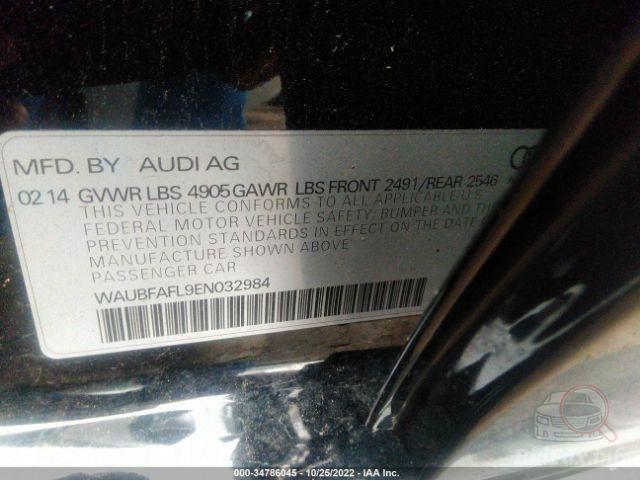 MFD. BY AUDI AG
02 14 GVWR LBS 4905 GAWR LBS FRONT 2491/REAR 2546
THIS VEHICLE CONFORMS TO ALL APPLICABLE U.S.
FEDERAL MOTOR VEHICLE SAFETY, BUMPER AND THE
PREVENTION STANDARDS IN EFFECT ON THE DATE
MANUFACTURE SHOWN ABOVE
PASSENGER CAR
WAUBFAFL9EN032984
000-34786045 - 10/25/2022 - IAA Inc.